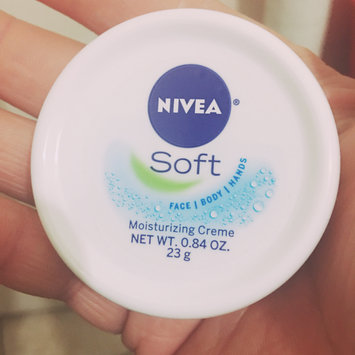 NIVEA®
Soft
FACE | BODY | HANDS
Moisturizing Creme
NET WT. 0.84 OZ.
23 g